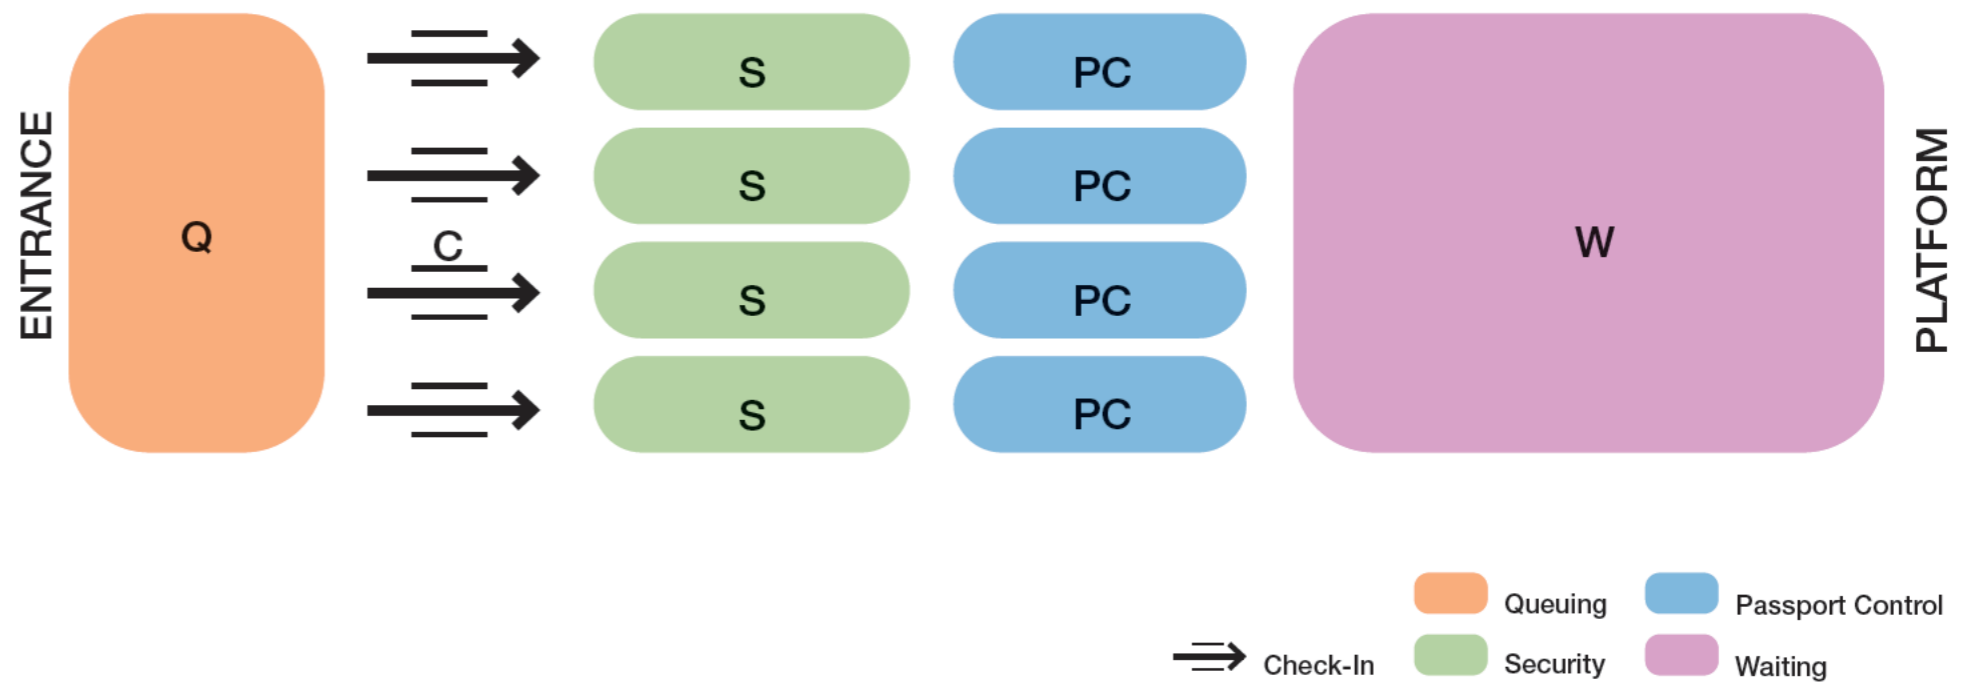 ENTRANCE
Q
C
S
PC
S
PC
S
PC
S
PC
W
PLATFORM
Queuing
Passport Control
Check-In
Security
Waiting